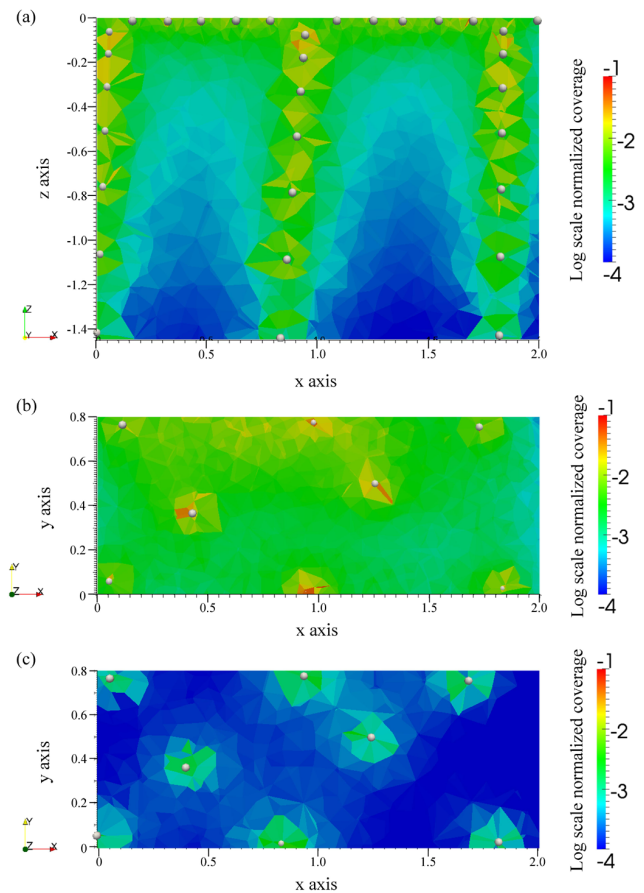 (a)
0
-0.2
-0.4
-0.6
-0.8
-1.0
-1.2
-1.4
z axis
0 0.5 1.0 1.5 2.0
x axis
Z
Y X
Log scale normalized coverage
-1
-2
-3
-4
(b)
0.8
0.6
0.4
0.2
0
y axis
0 0.5 1.0 1.5 2.0
x axis
Y
Z X
Log scale normalized coverage
-1
-2
-3
-4
(c)
0.8
0.6
0.4
0.2
0
y axis
0 0.5 1.0 1.5 2.0
x axis
Y
Z X
Log scale normalized coverage
-1
-2
-3
-4